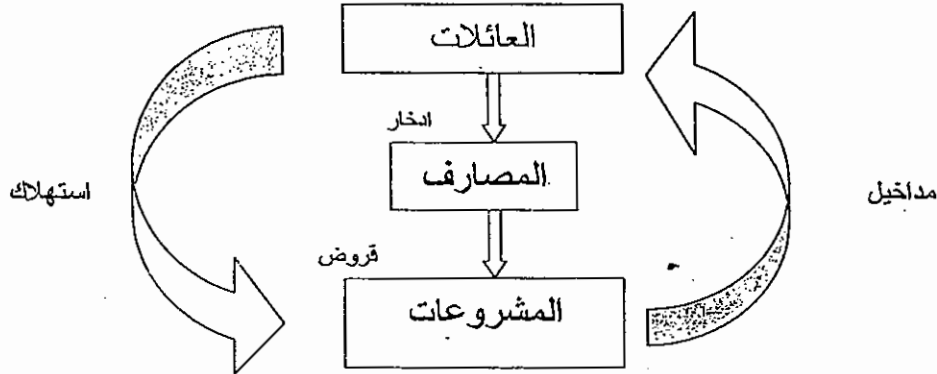 العائلات
ادخار
المصارف
مداخيل
استهلاك
قروض
المشروعات